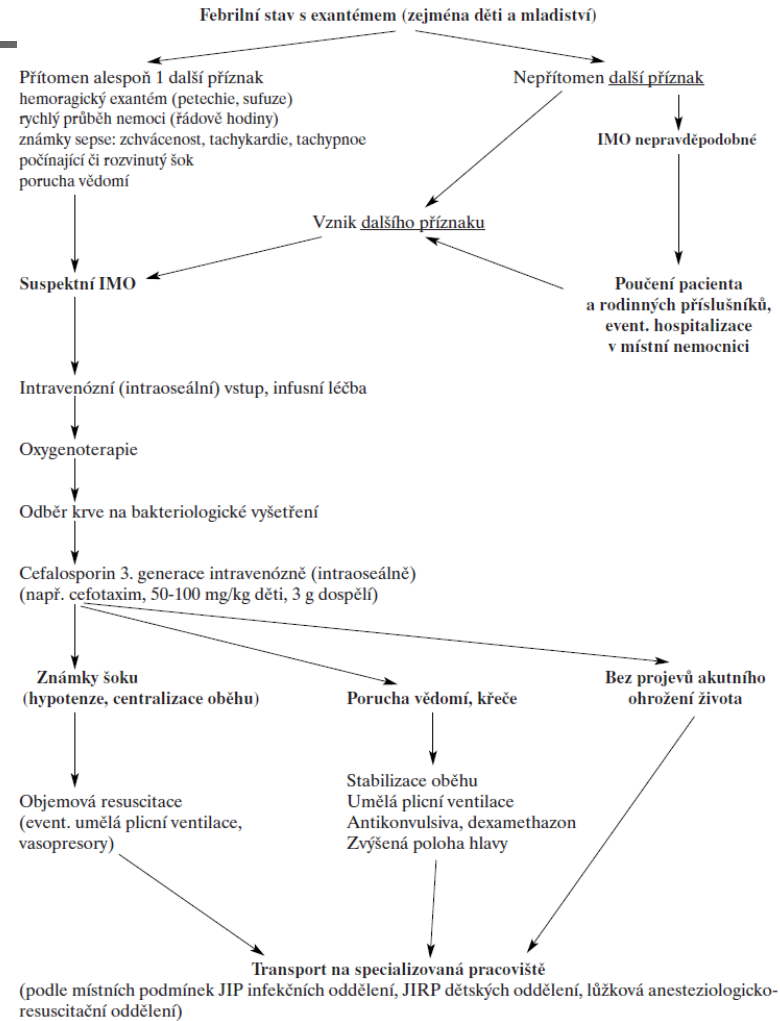 Febrilní stav s exantémem (zejména děti a mladiství)
Přítomen alespoň 1 další příznak
hemoragický exantém (petechie, sufuze)
rychlý průběh nemoci (řádově hodiny)
známky sepse: zchvácenost, tachykardie, tachypnoe
počínající či rozvinutý šok
porucha vědomí
Nepřítomen další příznak
IMO nepravděpodobné
Vznik dalšího příznaku
Suspektní IMO
Poučení pacienta
a rodinných příslušníků,
event. hospitalizace
v místní nemocnici
Intravenózní (intraoseální) vstup, infusní léčba
Oxygenoterapie
Odběr krve na bakteriologické vyšetření
Cefalosporin 3. generace intravenózně (intraoseálně)
(např. cefotaxim, 50-100 mg/kg děti, 3 g dospělí)
Známky šoku
(hypotenze, centralizace oběhu)
Porucha vědomí, křeče
Bez projevů akutního
ohrožení života
Objemová resuscitace
(event. umělá plicní ventilace,
vasopresory)
Stabilizace oběhu
Umělá plicní ventilace
Antikonvulsiva, dexamethazon
Zvýšená poloha hlavy
Transport na specializovaná pracoviště
(podle místních podmínek JIP infekční oddělení, JIRP dětských oddělení, lůžková anesteziologicko-
resuscitační oddělení)